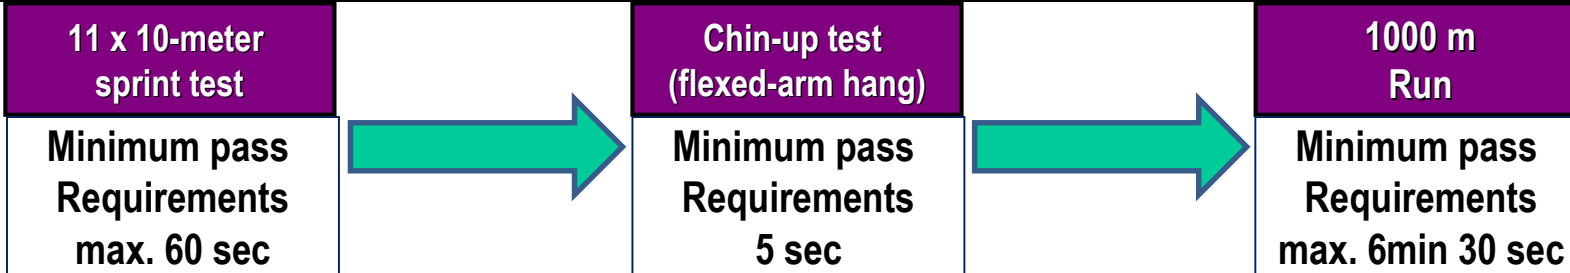 11 x 10-meter
sprint test
Minimum pass
Requirements
max. 60 sec
Chin-up test
(flexed-arm hang)
Minimum pass
Requirements
5 sec
1000 m
Run
Minimum pass
Requirements
max. 6min 30 sec